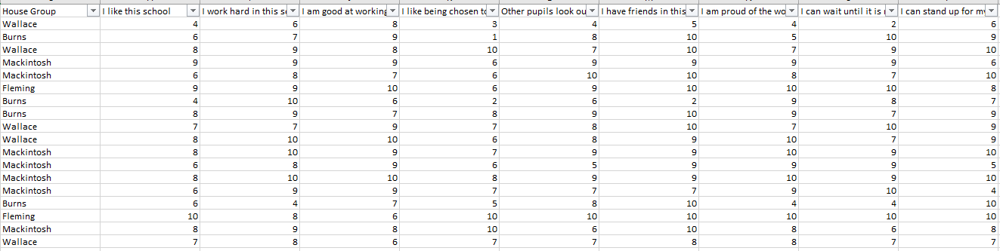 House Group I like this school I work hard in this s I am good at working I like being chosen to Other pupils look ou I have friends in this I am proud of the wo I can wait until it is I can stand up for my
Wallace 4 6 8 3 4 5 4 2 6
Burns 6 7 9 1 8 10 5 10 9
Wallace 8 9 8 10 7 10 7 9 10
Mackintosh 9 9 9 6 9 9 9 9 6
Mackintosh 6 8 7 6 10 10 8 7 10
Fleming 9 9 10 6 9 10 10 10 8
Burns 4 10 6 2 6 2 9 8 7
Burns 8 9 7 8 9 10 9 7 9
Wallace 7 7 9 7 8 10 7 10 9
Wallace 8 10 10 6 8 9 10 7 9
Mackintosh 8 10 9 7 9 9 10 9 10
Mackintosh 6 8 9 6 5 9 9 9 5
Mackintosh 8 10 10 8 9 9 10 9 10
Mackintosh 6 9 9 7 7 7 9 10 4
Burns 6 4 7 5 8 10 4 4 10
Fleming 10 8 6 10 10 10 10 10 10
Mackintosh 8 9 8 10 6 10 8 6 8
Wallace 7 8 6 7 7 8 8 7 7